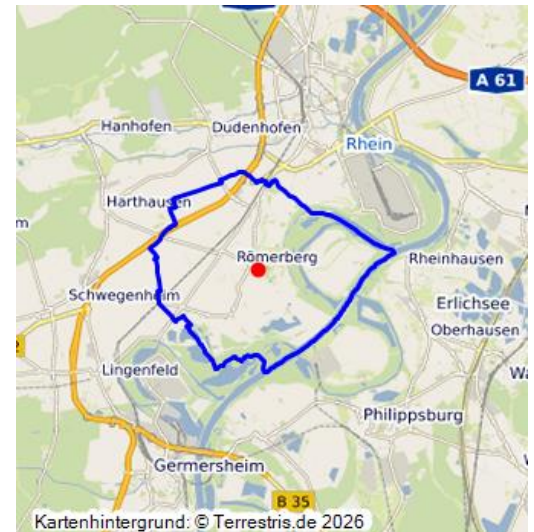 A 61
Hanhofen
Dudenhofen
Rhein
Harthausen
Römerberg
Rheinhausen
Schwegenheim
Erlichsee
Oberhausen
Lingenfeld
Philippsburg
Germersheim
B 35
Kartenhintergrund: © Terrestris.de 2026